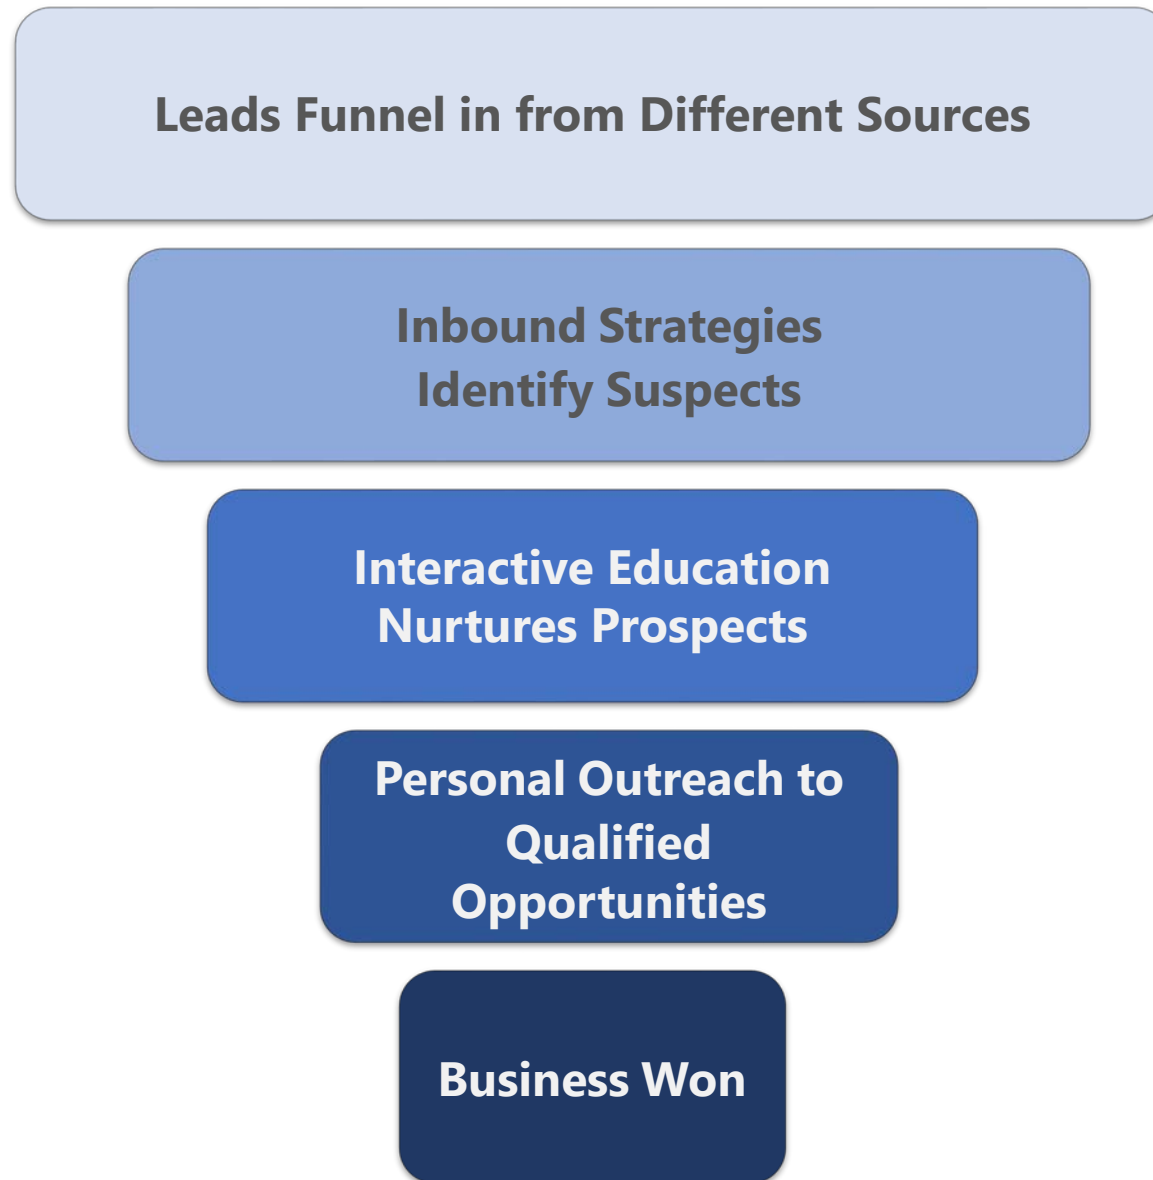 Leads Funnel in from Different Sources
Inbound Strategies
Identify Suspects
Interactive Education
Nurtures Prospects
Personal Outreach to
Qualified
Opportunities
Business Won